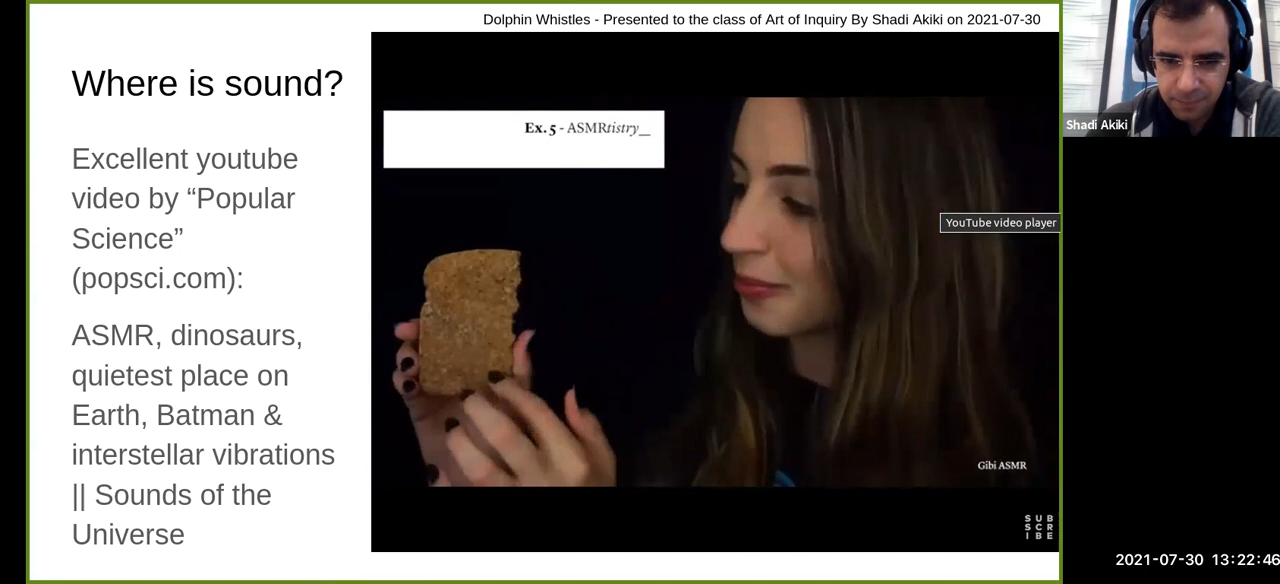 Dolphin Whistles - Presented to the class of Art of Inquiry By Shadi Akiki on 2021-07-30
Where is sound?
Excellent youtube
video by “Popular
Science”
(popsci.com):
ASMR, dinosaurs,
quietest place on
Earth, Batman &
interstellar vibrations
|| Sounds of the
Universe
Ex. 5 - ASMRtistry_
YouTube video player
Gibi ASMR
SUB
SCR
IBE
Shadi Akiki
2021-07-30 13:22:46